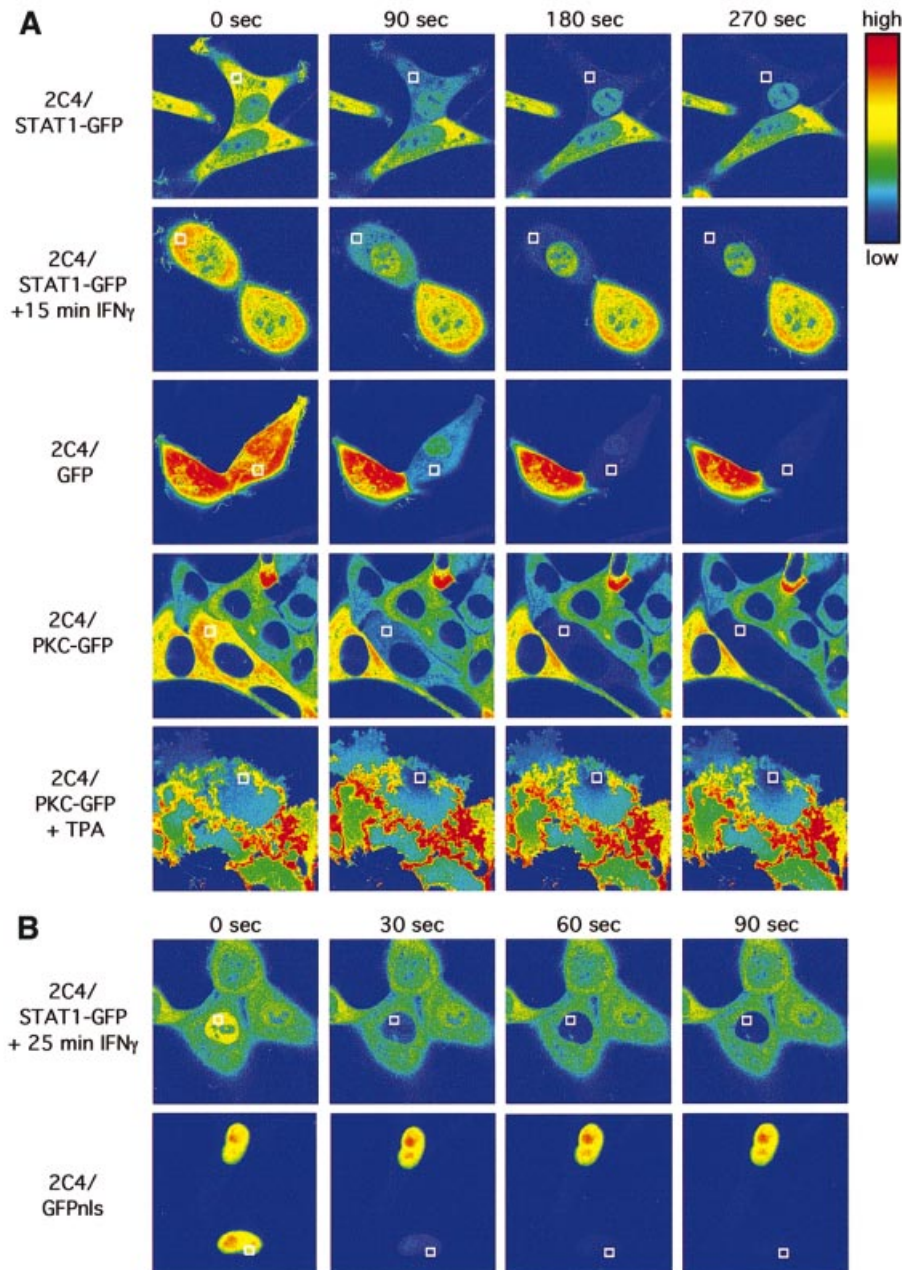 A
0 sec
90 sec
180 sec
270 sec
high
low
2C4/
STAT1-GFP
2C4/
STAT1-GFP
+15 min IFNγ
2C4/
GFP
2C4/
PKC-GFP
2C4/
PKC-GFP
+ TPA
B
0 sec
30 sec
60 sec
90 sec
2C4/
STAT1-GFP
+ 25 min IFNγ
2C4/
GFPnls